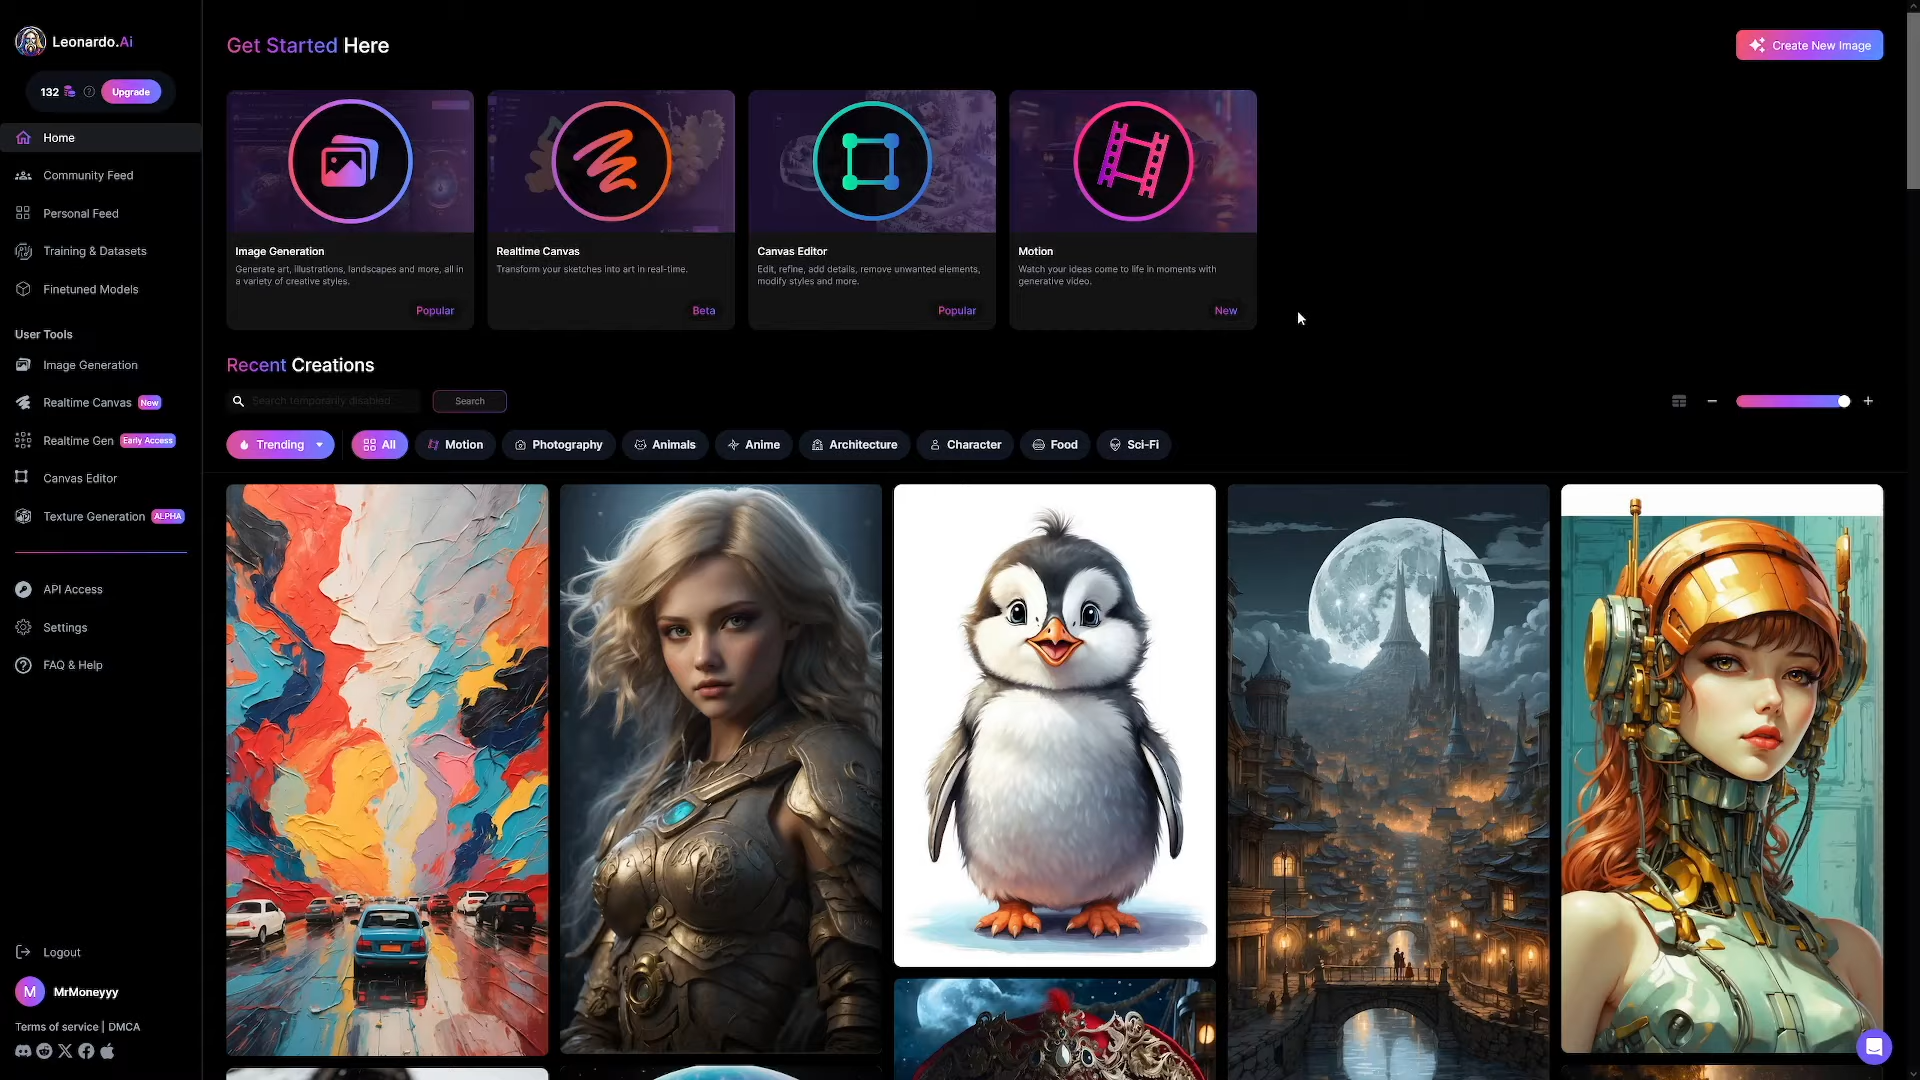 Leonardo.Ai
132
Upgrade
Home
Community Feed
Personal Feed
Training & Datasets
Finetuned Models
User Tools
Image Generation
Realtime Canvas New
Realtime Gen Early Access
Canvas Editor
Texture Generation ALPHA
API Access
Settings
FAQ & Help
Logout
M MrMoneyyy
Terms of service | DMCA
Get Started Here
Create New Image
Image Generation
Generate art, illustrations, landscapes and more, all in
a variety of creative styles.
Popular
Realtime Canvas
Transform your sketches into art in real-time.
Beta
Canvas Editor
Edit, refine, add details, remove unwanted elements,
modify styles and more.
Popular
Motion
Watch your ideas come to life in moments with
generative video.
New
Recent Creations
Search temporarily disabled...
Search
Trending
All
Motion
Photography
Animals
Anime
Architecture
Character
Food
Sci-Fi